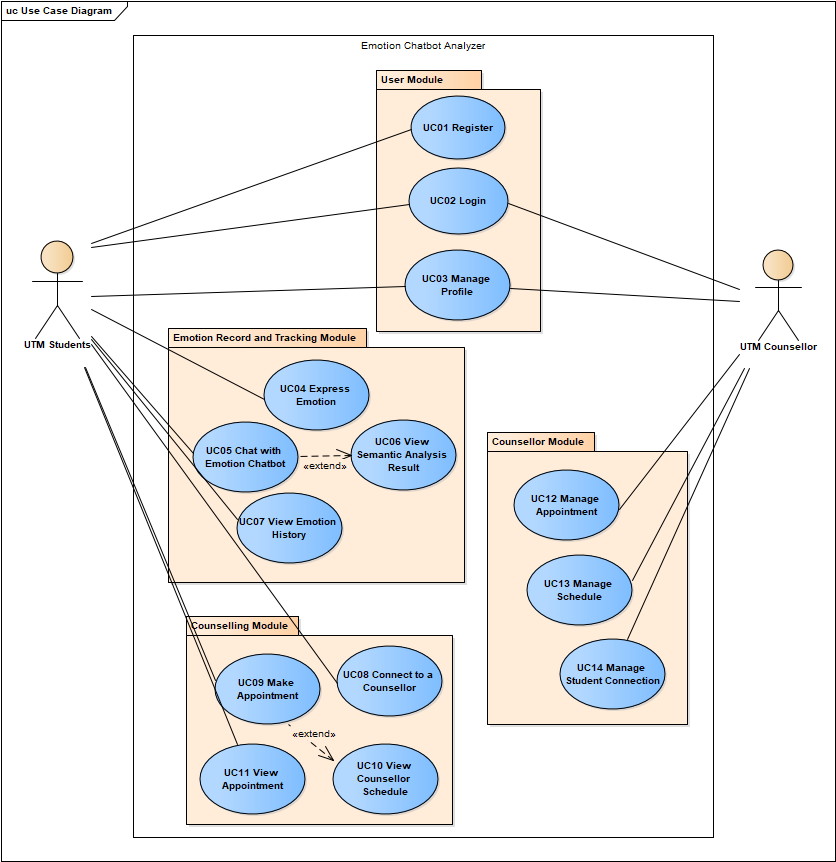 uc Use Case Diagram
Emotion Chatbot Analyzer
User Module
UC01 Register
UC02 Login
UC03 Manage
Profile
UTM Students
UTM Counsellor
Emotion Record and Tracking Module
UC04 Express
Emotion
UC05 Chat with
Emotion Chatbot
«extend»
UC06 View
Semantic Analysis
Result
UC07 View Emotion
History
Counsellor Module
UC12 Manage
Appointment
UC13 Manage
Schedule
UC14 Manage
Student Connection
Counselling Module
UC09 Make
Appointment
UC08 Connect to a
Counsellor
«extend»
UC11 View
Appointment
UC10 View
Counsellor
Schedule